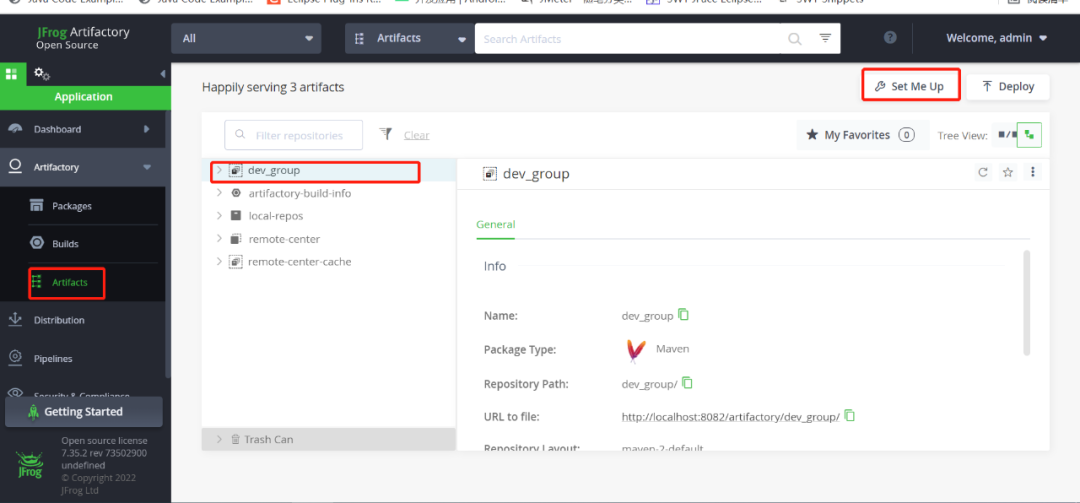 JFrog Artifactory
Open Source
All
Artifacts
Search Artifacts
Welcome, admin
Application
Dashboard
Artifactory
Packages
Builds
Artifacts
Distribution
Pipelines
Security & Compliance
Getting Started
JFrog
Open source license
7.35.2 rev 73502900
undefined
© Copyright 2022
JFrog Ltd
Happily serving 3 artifacts
Set Me Up
Deploy
Filter repositories
Clear
My Favorites 0
Tree View:
dev_group
artifactory-build-info
local-repos
remote-center
remote-center-cache
Trash Can
dev_group
General
Info
Name: dev_group
Package Type: Maven
Repository Path: dev_group/
URL to file: http://localhost:8082/artifactory/dev_group/
Repository Layout: maven-2-default